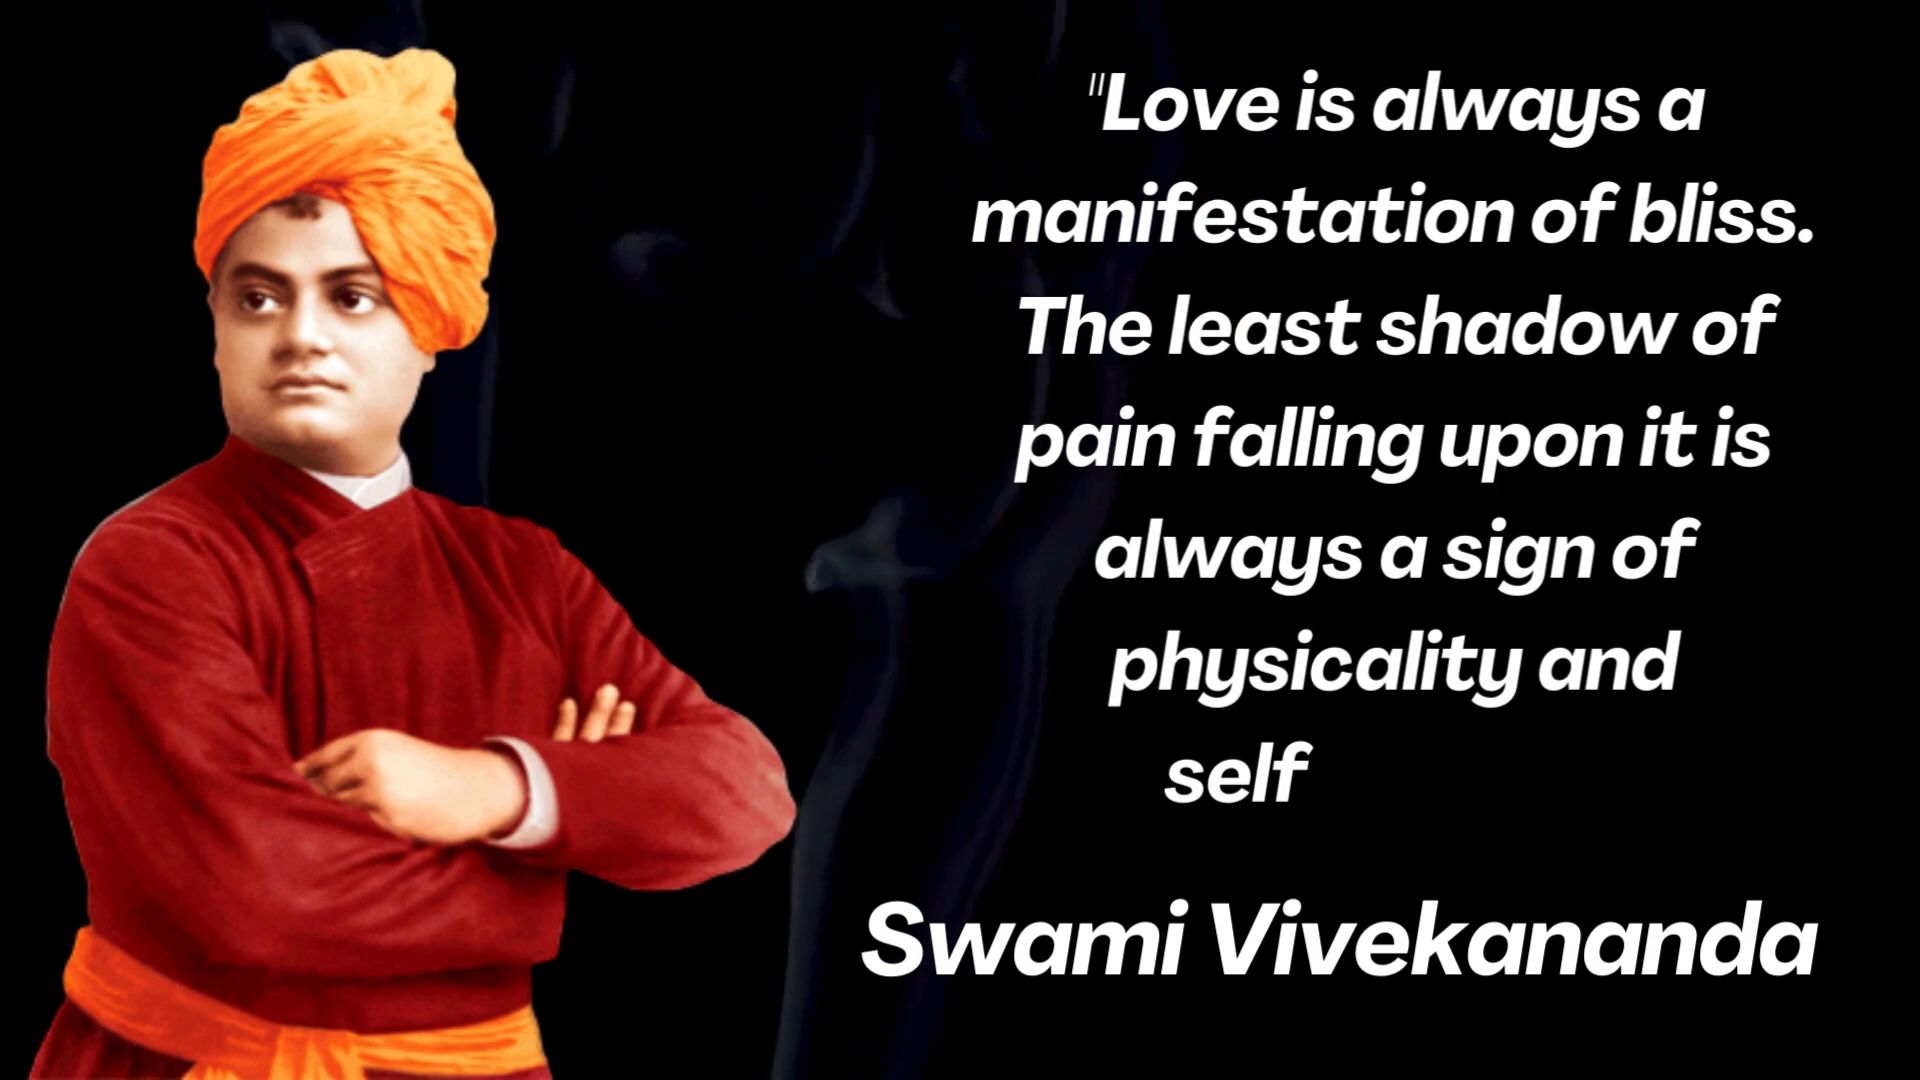 "Love is always a
manifestation of bliss.
The least shadow of
pain falling upon it is
always a sign of
physicality and
self
Swami Vivekananda